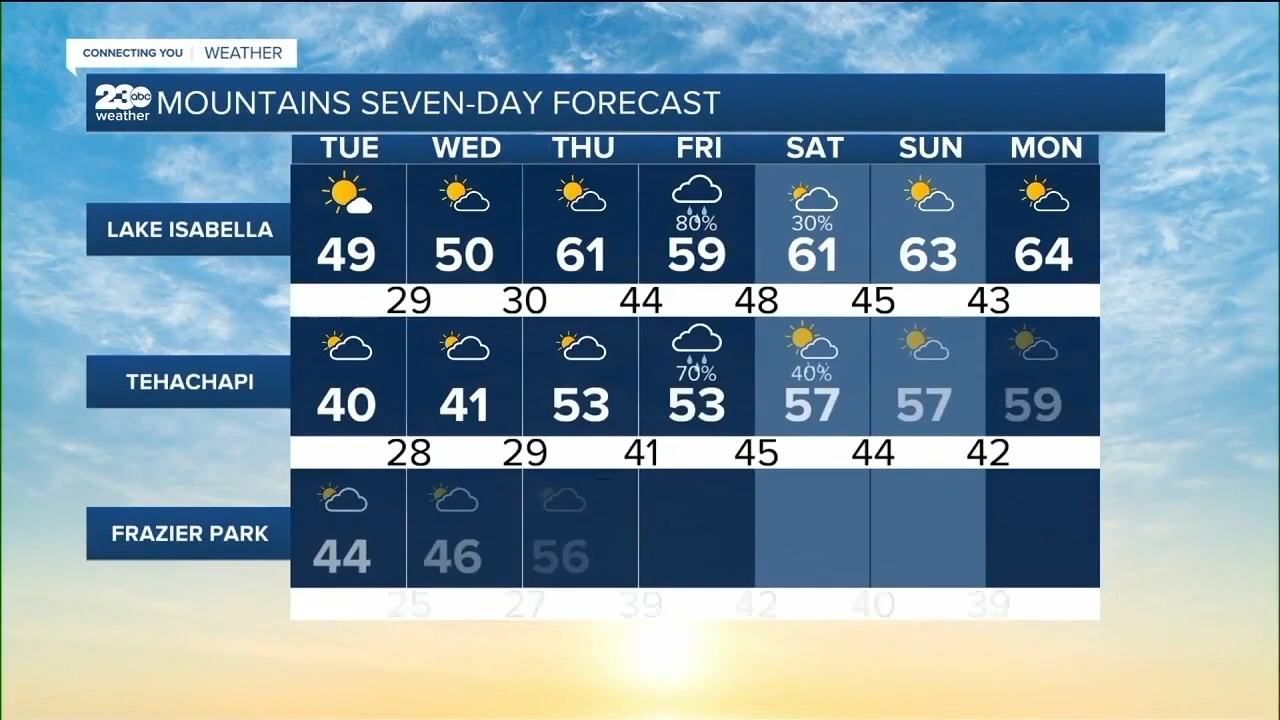 CONNECTING YOU | WEATHER
23 abc
weather
MOUNTAINS SEVEN-DAY FORECAST
TUE WED THU FRI SAT SUN MON
LAKE ISABELLA
80% 30%
49 50 61 59 61 63 64
29 30 44 48 45 43
TEHACHAPI
70% 40%
40 41 53 53 57 57 59
28 29 41 45 44 42
FRAZIER PARK
44 46 56
25 27 39 42 40 39